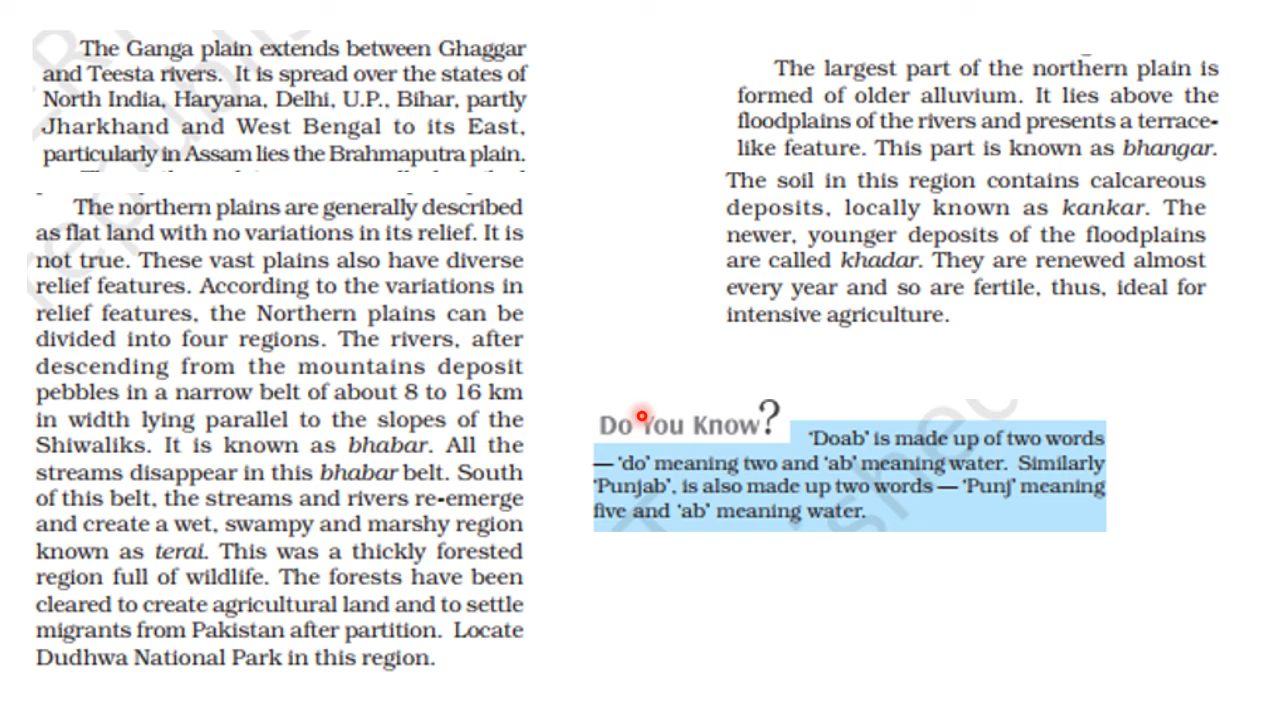 The Ganga plain extends between Ghaggar
and Teesta rivers. It is spread over the states of
North India, Haryana, Delhi, U.P., Bihar, partly
Jharkhand and West Bengal to its East,
particularly in Assam lies the Brahmaputra plain.
The northern plains are generally described
as flat land with no variations in its relief. It is
not true. These vast plains also have diverse
relief features. According to the variations in
relief features, the Northern plains can be
divided into four regions. The rivers, after
descending from the mountains deposit
pebbles in a narrow belt of about 8 to 16 km
in width lying parallel to the slopes of the
Shiwaliks. It is known as bhabar. All the
streams disappear in this bhabar belt. South
of this belt, the streams and rivers re-emerge
and create a wet, swampy and marshy region
known as terai. This was a thickly forested
region full of wildlife. The forests have been
cleared to create agricultural land and to settle
migrants from Pakistan after partition. Locate
Dudhwa National Park in this region.
The largest part of the northern plain is
formed of older alluvium. It lies above the
floodplains of the rivers and presents a terrace-
like feature. This part is known as bhangar.
The soil in this region contains calcareous
deposits, locally known as kankar. The
newer, younger deposits of the floodplains
are called khadar. They are renewed almost
every year and so are fertile, thus, ideal for
intensive agriculture.
Do You Know?
'Doab' is made up of two words
— 'do' meaning two and 'ab' meaning water. Similarly
'Punjab', is also made up two words — 'Punj' meaning
five and 'ab' meaning water.